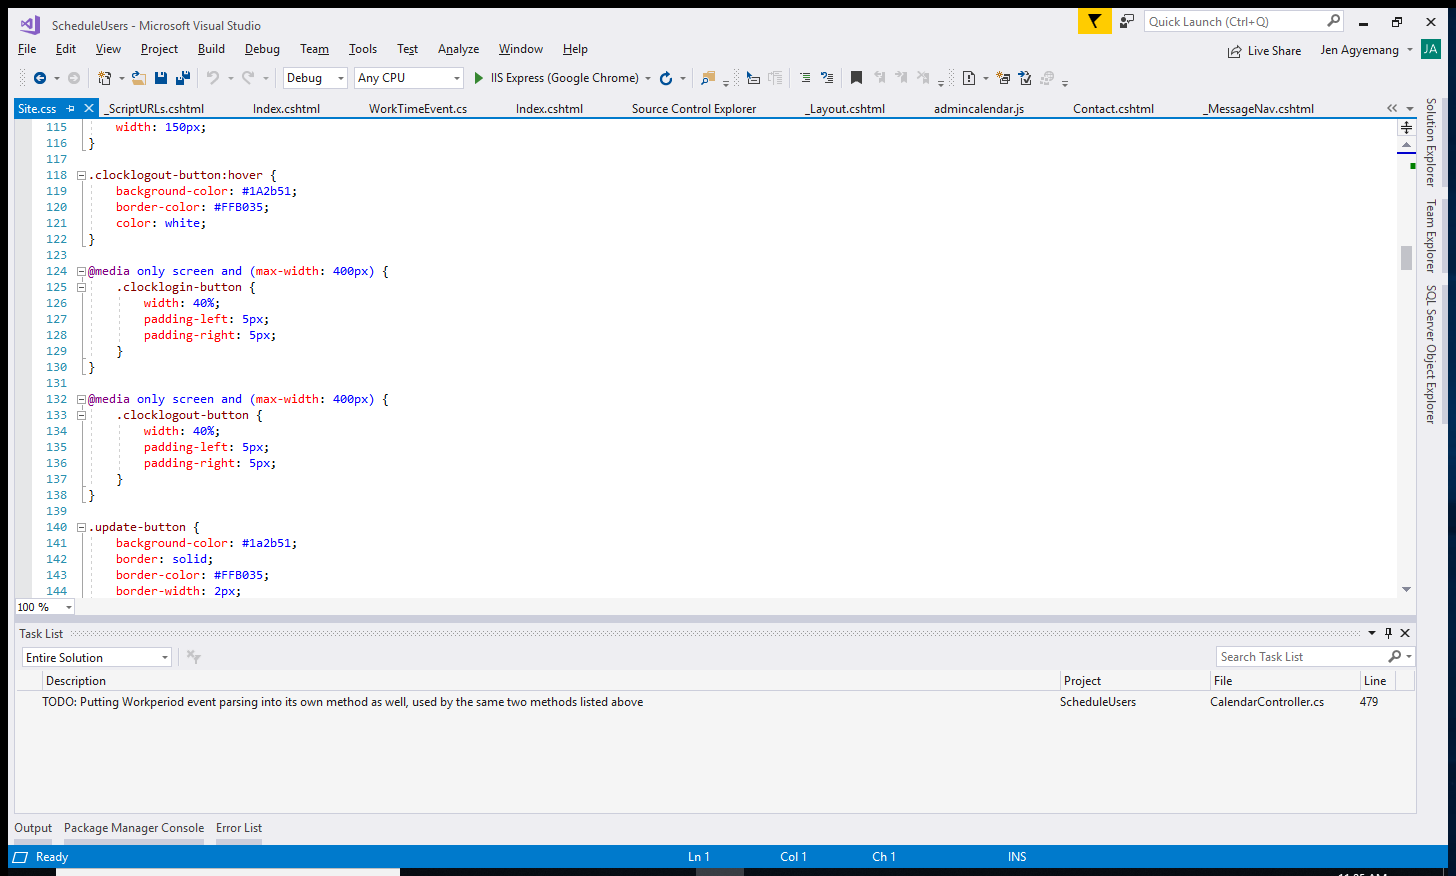 ScheduleUsers - Microsoft Visual Studio
Quick Launch (Ctrl+Q)
File Edit View Project Build Debug Team Tools Test Analyze Window Help
Live Share Jen Agyemang JA
Debug Any CPU IIS Express (Google Chrome)
Site.css _ScriptURLs.cshtml Index.cshtml WorkTimeEvent.cs Index.cshtml Source Control Explorer _Layout.cshtml admincalendar.js Contact.cshtml _MessageNav.cshtml
115 width: 150px;
116 }
117
118 .clocklogout-button:hover {
119 background-color: #1A2b51;
120 border-color: #FFB035;
121 color: white;
122 }
123
124 @media only screen and (max-width: 400px) {
125 .clocklogin-button {
126 width: 40%;
127 padding-left: 5px;
128 padding-right: 5px;
129 }
130 }
131
132 @media only screen and (max-width: 400px) {
133 .clocklogout-button {
134 width: 40%;
135 padding-left: 5px;
136 padding-right: 5px;
137 }
138 }
139
140 .update-button {
141 background-color: #1a2b51;
142 border: solid;
143 border-color: #FFB035;
144 border-width: 2px;
100 %
Solution Explorer
Team Explorer
SQL Server Object Explorer
Task List
Entire Solution
Search Task List
Description Project File Line
TODO: Putting Workperiod event parsing into its own method as well, used by the same two methods listed above ScheduleUsers CalendarController.cs 479
Output Package Manager Console Error List
Ready Ln 1 Col 1 Ch 1 INS